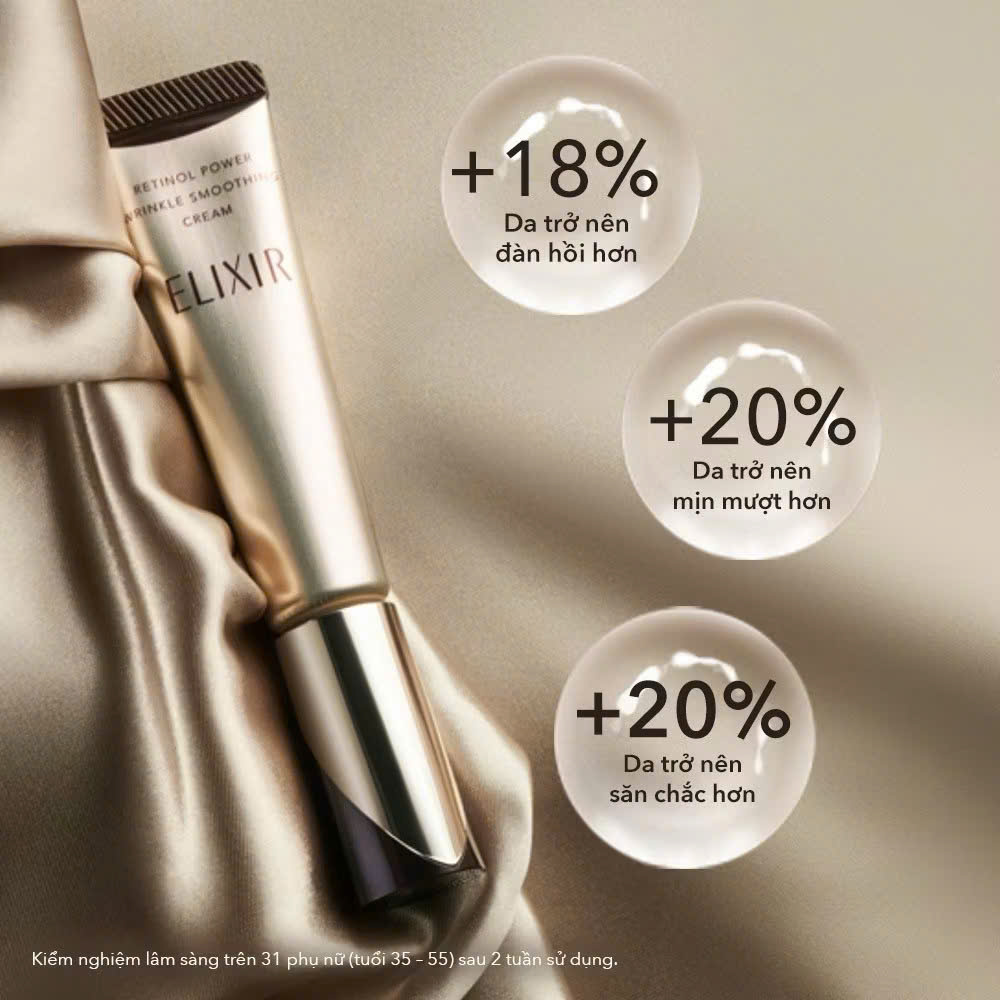 RETINOL POWER
WRINKLE SMOOTHING
CREAM
ELIXIR
+18%
Da trở nên
đàn hồi hơn
+20%
Da trở nên
mịn mượt hơn
+20%
Da trở nên
săn chắc hơn
Kiểm nghiệm lâm sàng trên 31 phụ nữ (tuổi 35 – 55) sau 2 tuần sử dụng.